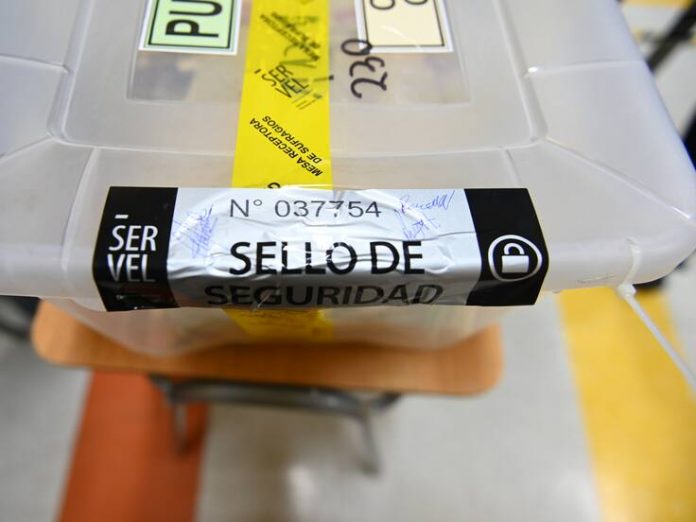 PU
230
MESA RECEPTORA
DE SUFRAGIOS
SER
VEL
N° 037754
SELLO DE
SEGURIDAD